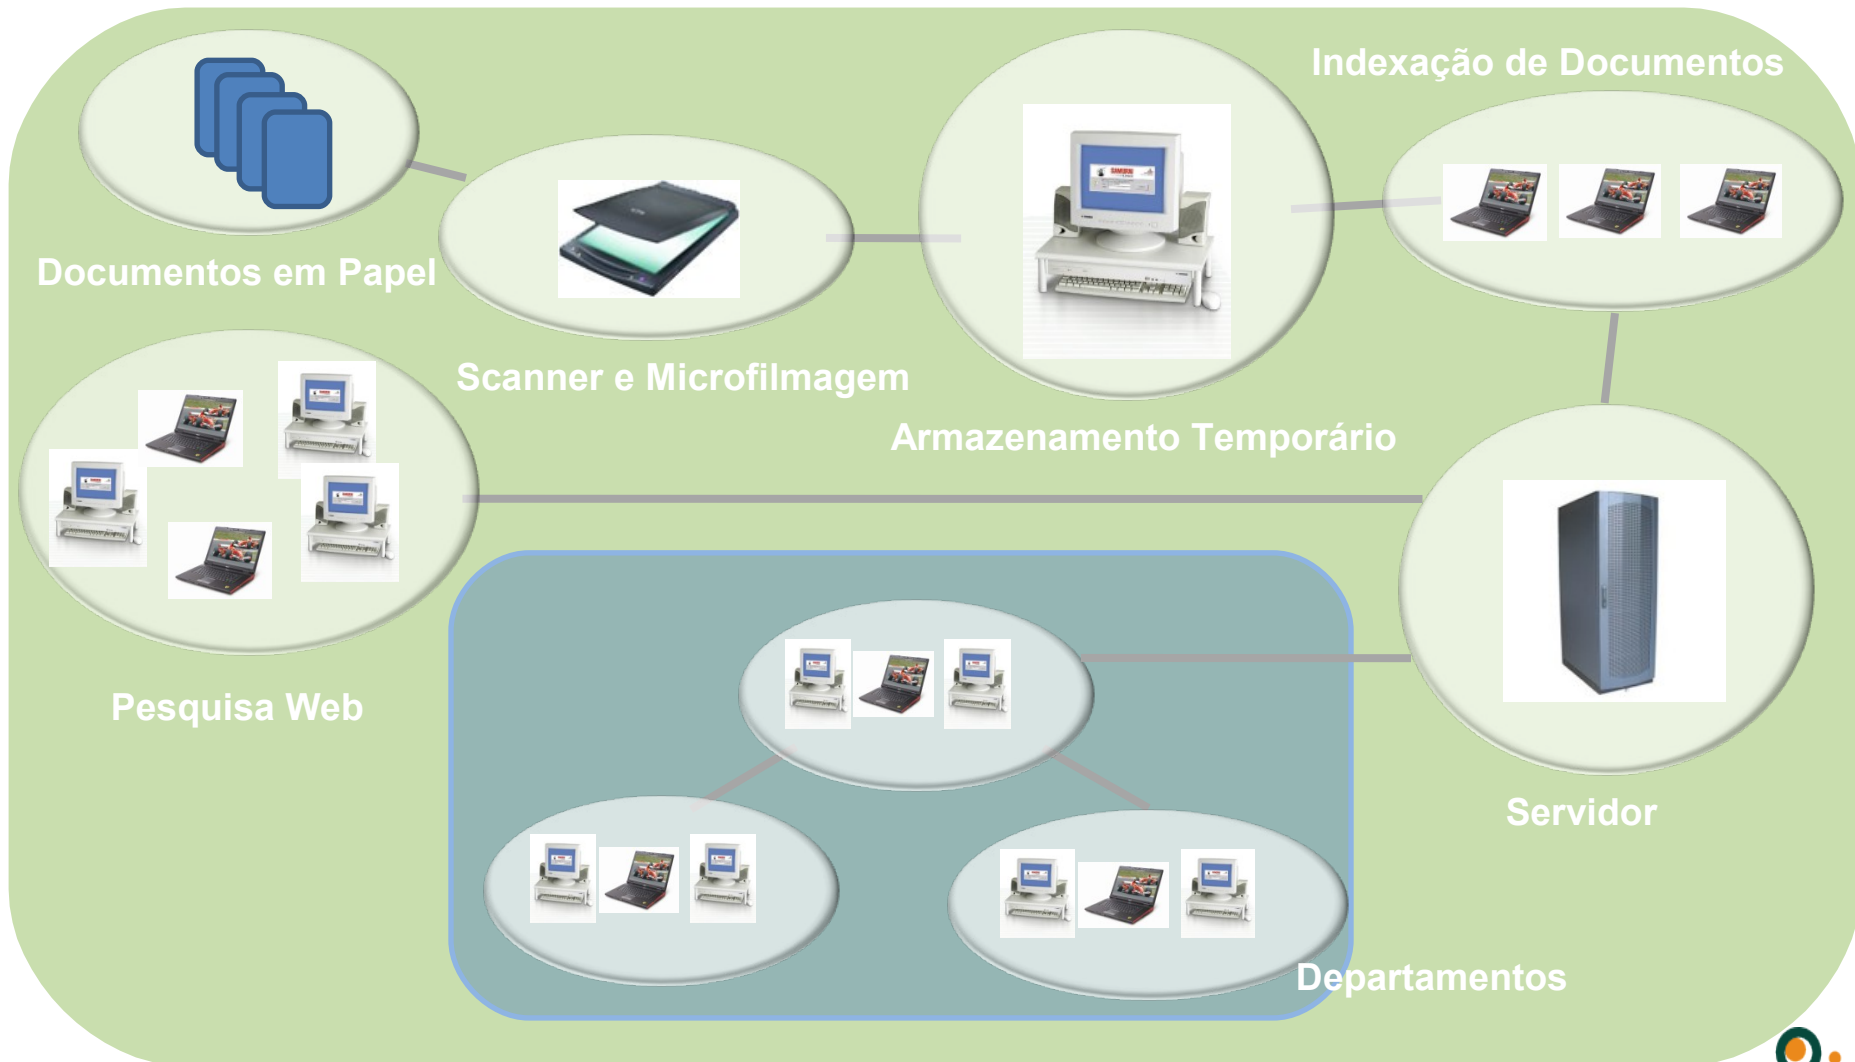 Indexação de Documentos
Documentos em Papel
Scanner e Microfilmagem
Armazenamento Temporário
Pesquisa Web
Servidor
Departamentos